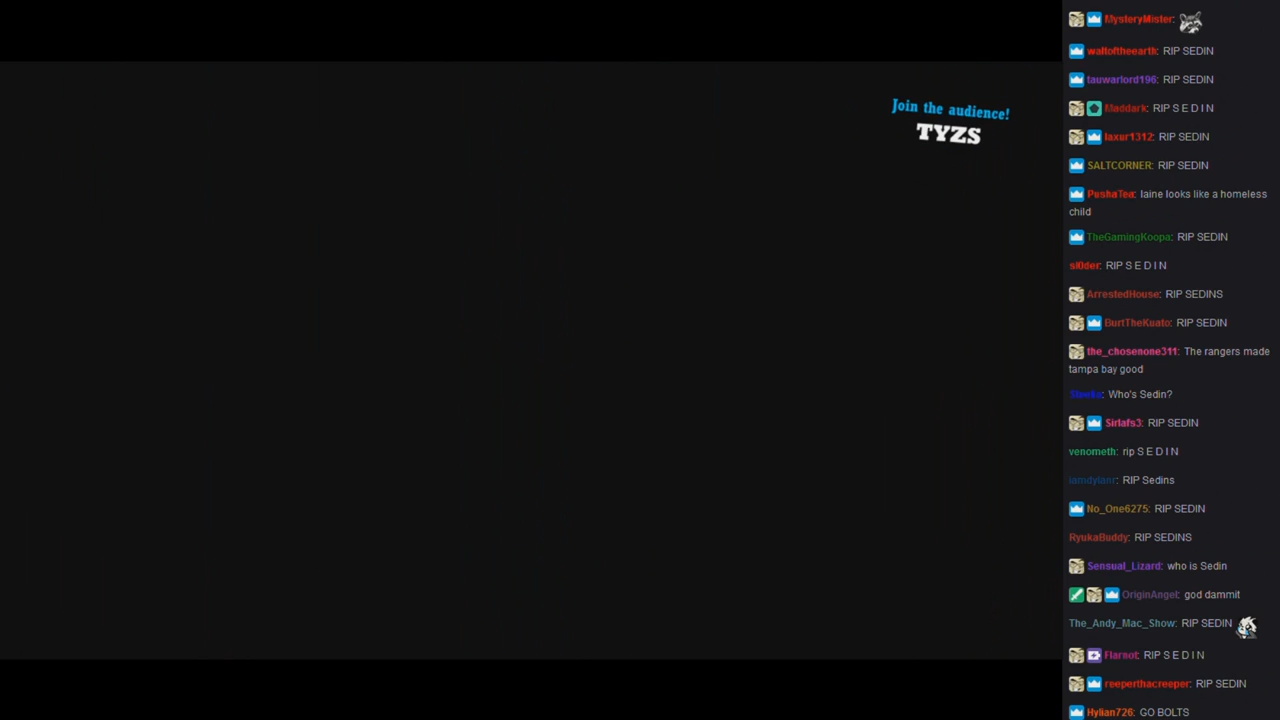 Join the audience!
TYZS
MysteryMister:
walloftheearth: RIP SEDIN
tauwarlord196: RIP SEDIN
Maddark: RIP S E D I N
laxur1312: RIP SEDIN
SALTCORNER: RIP SEDIN
PushaTea: laine looks like a homeless
child
TheGamingKoopa: RIP SEDIN
sl0der: RIP S E D I N
ArrestedHouse: RIP SEDINS
BurtTheKuato: RIP SEDIN
the_chosenone311: The rangers made
tampa bay good
Who's Sedin?
Sirlafs3: RIP SEDIN
venometh: rip S E D I N
iamdylanr: RIP Sedins
No_One6275: RIP SEDIN
RyukaBuddy: RIP SEDINS
Sensual_Lizard: who is Sedin
OriginAngel: god dammit
The_Andy_Mac_Show: RIP SEDIN
Flarnot: RIP S E D I N
reeperthacreeper: RIP SEDIN
Hylian726: GO BOLTS